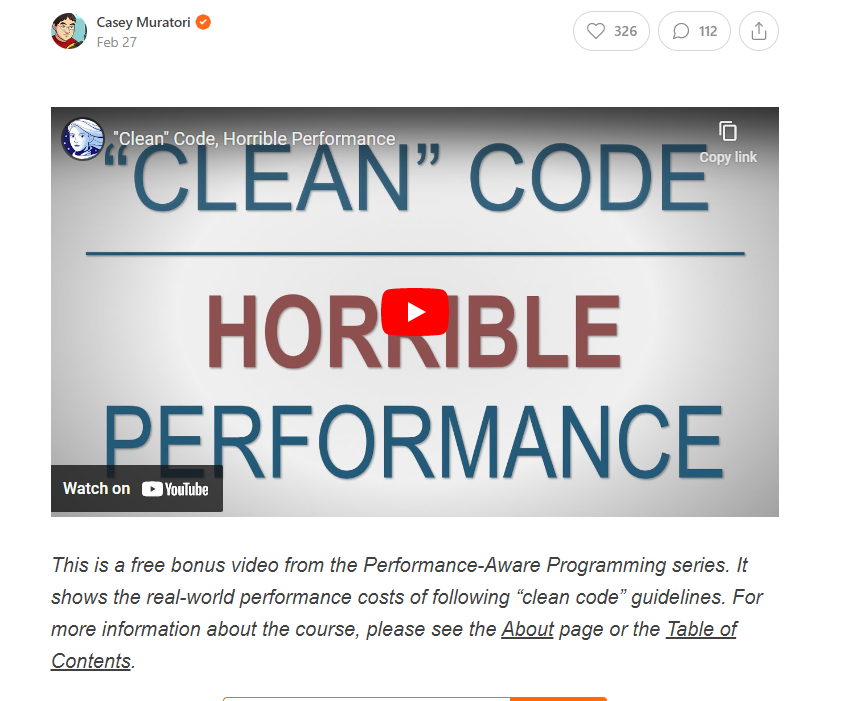 Casey Muratori
Feb 27
326
112
"Clean" Code, Horrible Performance
Copy link
“CLEAN” CODE
HORRIBLE
PERFORMANCE
Watch on YouTube
This is a free bonus video from the Performance-Aware Programming series. It
shows the real-world performance costs of following “clean code” guidelines. For
more information about the course, please see the About page or the Table of
Contents.